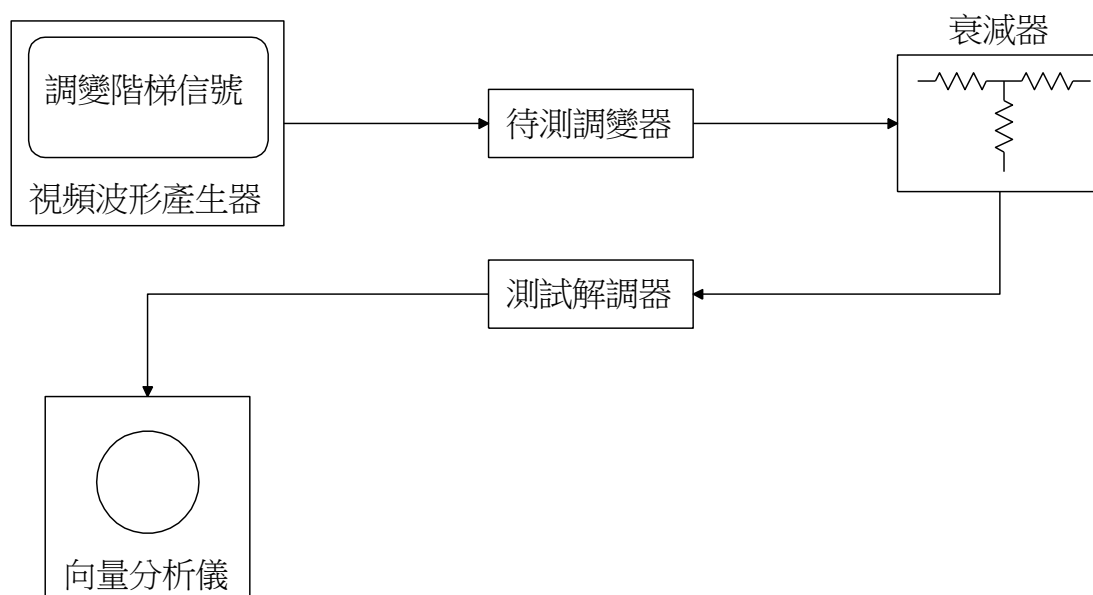 衰減器
調變階梯信號
待測調變器
視頻波形產生器
測試解調器
向量分析儀